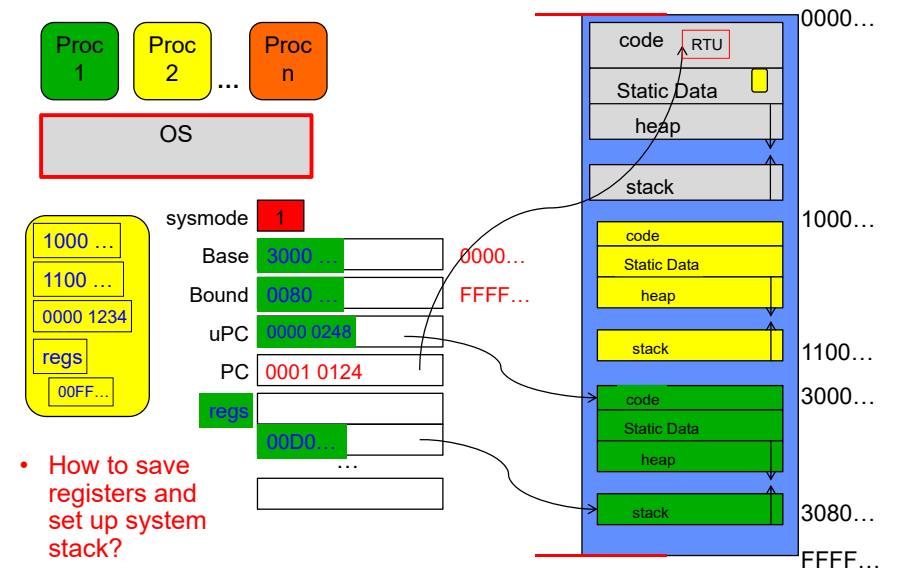 Proc
1
Proc
2
...
Proc
n
OS
sysmode
1
Base
3000 ...
0000...
Bound
0080 ...
FFFF...
uPC
0000 0248
PC
0001 0124
regs
00D0...
...
1000 ...
1100 ...
0000 1234
regs
00FF...
• How to save
registers and
set up system
stack?
code
RTU
Static Data
heap
stack
code
Static Data
heap
stack
code
Static Data
heap
stack
0000...
1000...
1100...
3000...
3080...
FFFF...